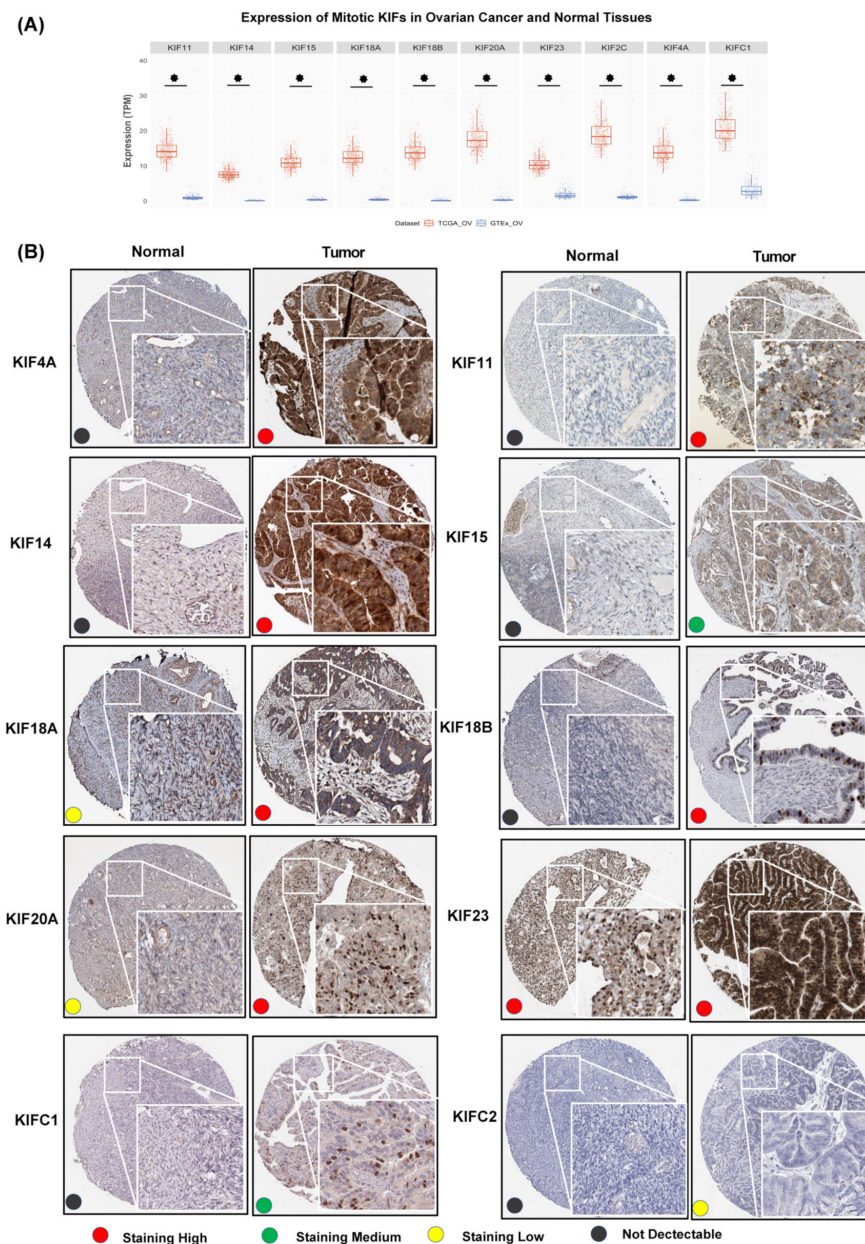 Expression of Mitotic KIFs in Ovarian Cancer and Normal Tissues
(A)
KIF11 KIF14 KIF15 KIF18A KIF18B KIF20A KIF23 KIF2C KIF4A KIFC1
40
30
20
10
0
Expression (TPM)
Dataset TCGA_OV GTEx_OV
(B)
Normal Tumor Normal Tumor
KIF4A KIF11
KIF14 KIF15
KIF18A KIF18B
KIF20A KIF23
KIFC1 KIFC2
Staining High Staining Medium Staining Low Not Dectectable